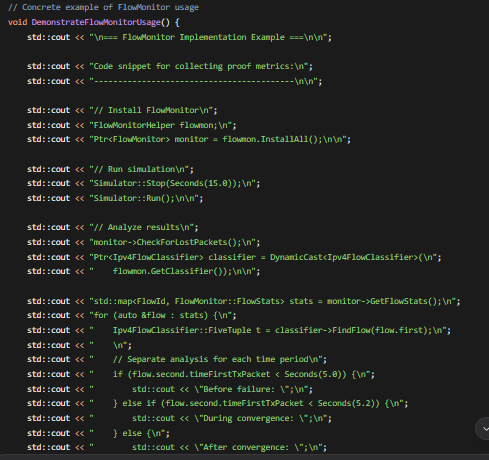 // Concrete example of FlowMonitor usage
void DemonstrateFlowMonitorUsage() {
    std::cout << "\n=== FlowMonitor Implementation Example ===\n\n";

    std::cout << "Code snippet for collecting proof metrics:\n";
    std::cout << "------------------------------------------\n\n";

    std::cout << "// Install FlowMonitor\n";
    std::cout << "FlowMonitorHelper flowmon;\n";
    std::cout << "Ptr<FlowMonitor> monitor = flowmon.InstallAll();\n\n";

    std::cout << "// Run simulation\n";
    std::cout << "Simulator::Stop(Seconds(15.0));\n";
    std::cout << "Simulator::Run();\n\n";

    std::cout << "// Analyze results\n";
    std::cout << "monitor->CheckForLostPackets();\n";
    std::cout << "Ptr<Ipv4FlowClassifier> classifier = DynamicCast<Ipv4FlowClassifier>(\n";
    std::cout << "    flowmon.GetClassifier());\n\n";

    std::cout << "std::map<FlowId, FlowMonitor::FlowStats> stats = monitor->GetFlowStats();\n";
    std::cout << "for (auto &flow : stats) {\n";
    std::cout << "    Ipv4FlowClassifier::FiveTuple t = classifier->FindFlow(flow.first);\n";
    std::cout << "    \n";
    std::cout << "    // Separate analysis for each time period\n";
    std::cout << "    if (flow.second.timeFirstTxPacket < Seconds(5.0)) {\n";
    std::cout << "        std::cout << \"Before failure: \";\n";
    std::cout << "    } else if (flow.second.timeFirstTxPacket < Seconds(5.2)) {\n";
    std::cout << "        std::cout << \"During convergence: \";\n";
    std::cout << "    } else {\n";
    std::cout << "        std::cout << \"After convergence: \";\n";